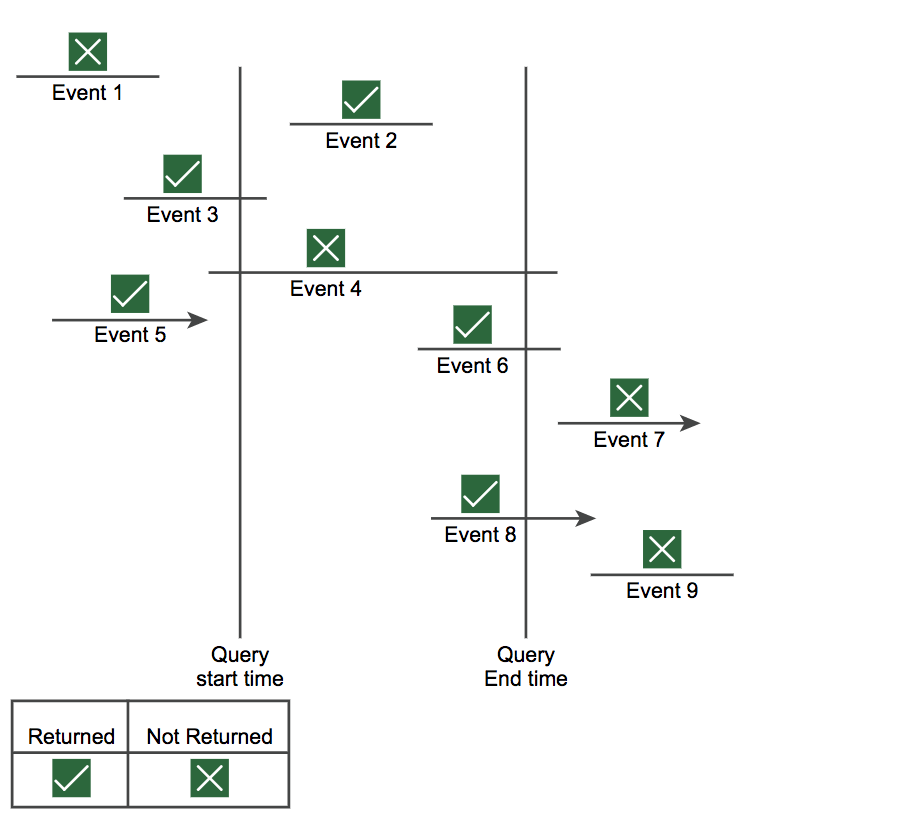 Event 1
Event 2
Event 3
Event 4
Event 5
Event 6
Event 7
Event 8
Event 9
Query
start time
Query
End time
Returned
Not Returned